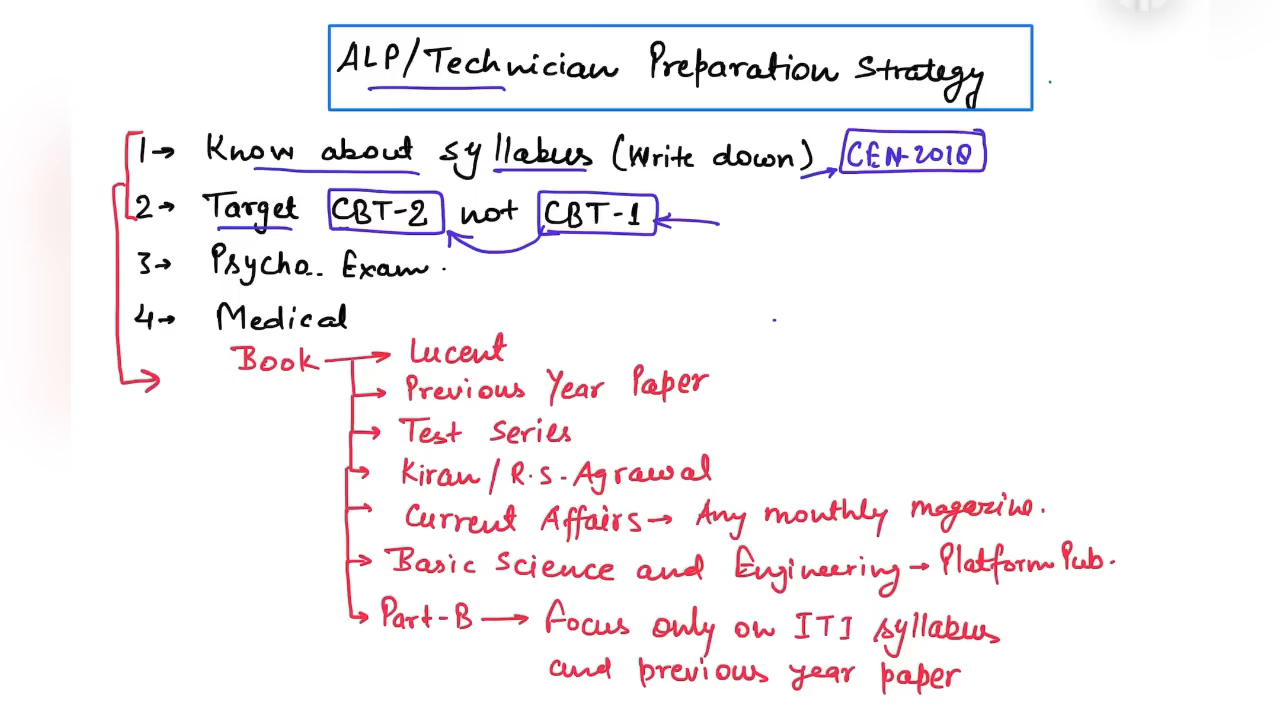 ALP/Technician Preparation Strategy
1→ Know about syllabus (Write down) → CEN-2018
2→ Target CBT-2 not CBT-1
3→ Psycho. Exam.
4→ Medical
Book → Lucent
→ Previous Year Paper
→ Test Series
→ Kiran/R.S.Agrawal
→ Current Affairs → Any monthly magazine.
→ Basic Science and Engineering → Platform Pub.
→ Part-B → Focus only on ITI syllabus
and previous year paper